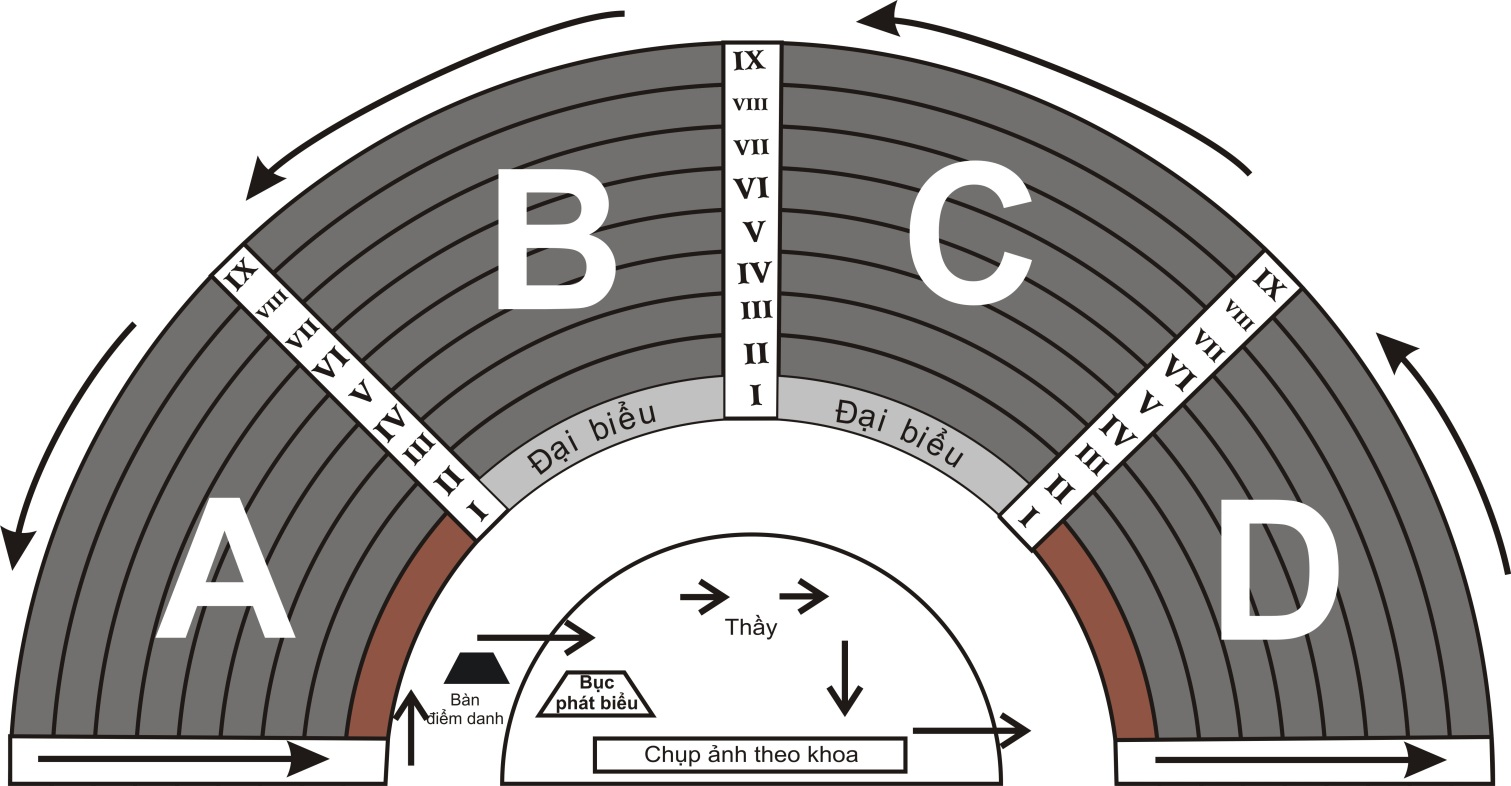 IX
VIII
VII
VI
V
IV
III
II
I
B
C
IX
VIII
VII
VI
V
IV
III
II
I
IX
VIII
VII
VI
V
IV
III
II
I
Đại biểu
Đại biểu
A
D
Thầy
Bàn
điểm danh
Bục
phát biểu
Chụp ảnh theo khoa